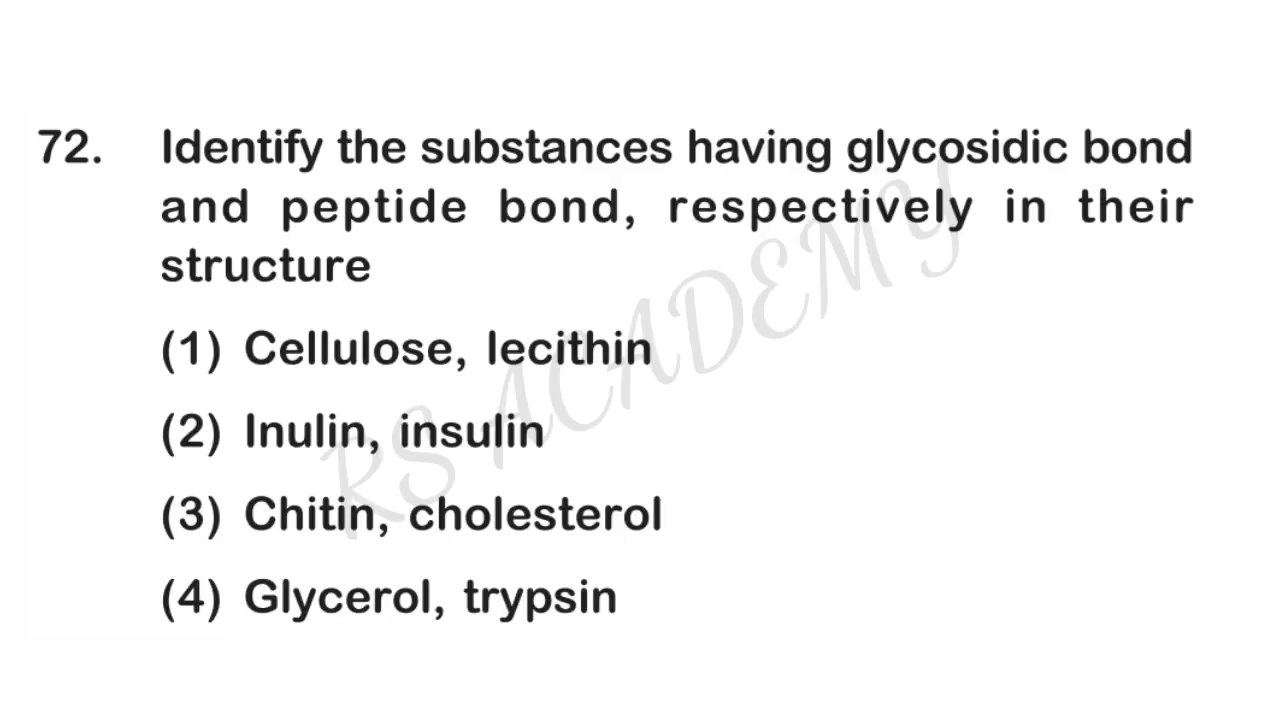 72. Identify the substances having glycosidic bond
and peptide bond, respectively in their
structure
(1) Cellulose, lecithin
(2) Inulin, insulin
(3) Chitin, cholesterol
(4) Glycerol, trypsin
RS ACADEMY